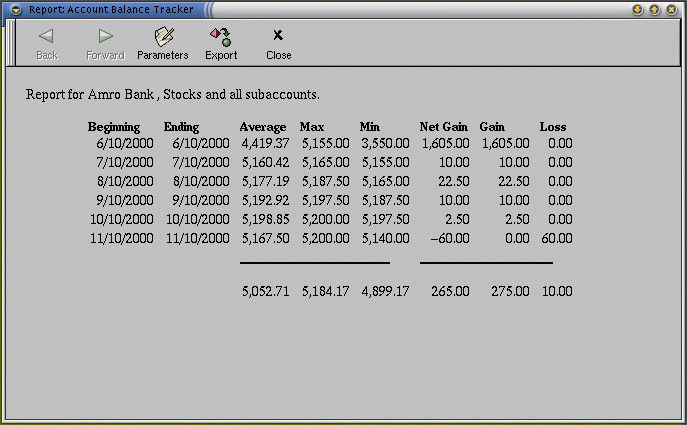 Report: Account Balance Tracker
Back Forward Parameters Export Close
Report for Amro Bank , Stocks and all subaccounts.
Beginning Ending Average Max Min Net Gain Gain Loss
6/10/2000 6/10/2000 4,419.37 5,155.00 3,550.00 1,605.00 1,605.00 0.00
7/10/2000 7/10/2000 5,160.42 5,165.00 5,155.00 10.00 10.00 0.00
8/10/2000 8/10/2000 5,177.19 5,187.50 5,165.00 22.50 22.50 0.00
9/10/2000 9/10/2000 5,192.92 5,197.50 5,187.50 10.00 10.00 0.00
10/10/2000 10/10/2000 5,198.85 5,200.00 5,197.50 2.50 2.50 0.00
11/10/2000 11/10/2000 5,167.50 5,200.00 5,140.00 −60.00 0.00 60.00
5,052.71 5,184.17 4,899.17 265.00 275.00 10.00